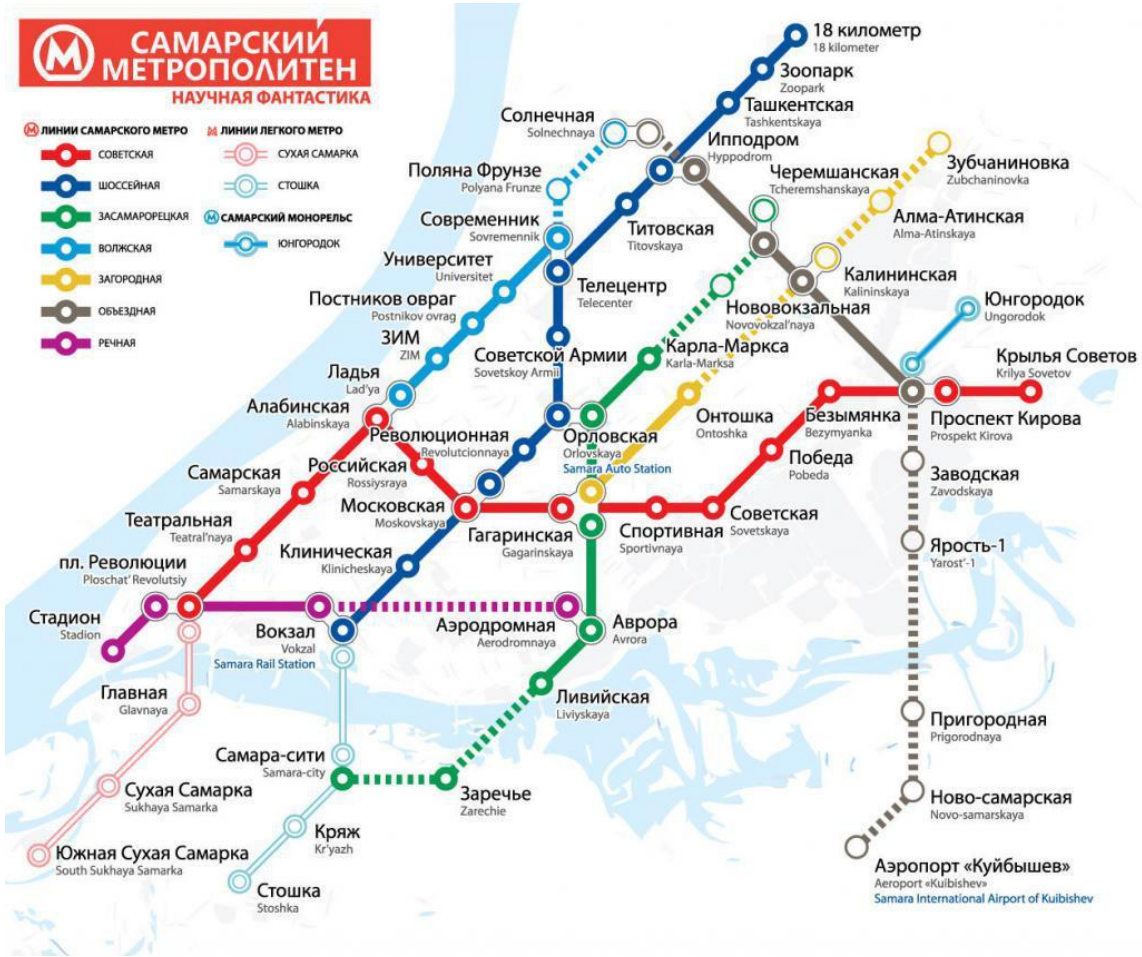 САМАРСКИЙ
МЕТРОПОЛИТЕН
НАУЧНАЯ ФАНТАСТИКА
ЛИНИИ САМАРСКОГО МЕТРО
СОВЕТСКАЯ
ШОССЕЙНАЯ
ЗАСАМАРОРЕЦКАЯ
ВОЛЖСКАЯ
ЗАГОРОДНАЯ
ОБЪЕЗДНАЯ
РЕЧНАЯ
ЛИНИИ ЛЕГКОГО МЕТРО
СУХАЯ САМАРКА
СТОШКА
САМАРСКИЙ МОНОРЕЛЬС
ЮНГОРОДОК
18 километр
18 kilometer
Зоопарк
Zoopark
Ташкентская
Tashkentskaya
Солнечная
Solnechnaya
Ипподром
Hyppodrom
Поляна Фрунзе
Polyana Frunze
Черемшанская
Tcheremshanskaya
Зубчаниновка
Zubchaninovka
Современник
Sovremennik
Титовская
Titovskaya
Алма-Атинская
Alma-Atinskaya
Университет
Universitet
Телецентр
Telecenter
Калининская
Kalininskaya
Постников овраг
Postnikov ovrag
Нововокзальная
Novovokzal'naya
Юнгородок
Ungorodok
ЗИМ
ZIM
Советской Армии
Sovetskoy Armii
Карла-Маркса
Karla-Marksa
Крылья Советов
Krilya Sovetov
Ладья
Lad'ya
Алабинская
Alabinskaya
Революционная
Revolutcionnaya
Орловская
Orlovskaya
Samara Auto Station
Онтошка
Ontoshka
Безымянка
Bezymyanka
Проспект Кирова
Prospekt Kirova
Самарская
Samarskaya
Российская
Rossiysraya
Победа
Pobeda
Заводская
Zavodskaya
Театральная
Teatral'naya
Московская
Moskovskaya
Гагаринская
Gagarinskaya
Спортивная
Sportivnaya
Советская
Sovetskaya
пл. Революции
Ploschat' Revolutsiy
Клиническая
Klinicheskaya
Ярость-1
Yarost'-1
Стадион
Stadion
Вокзал
Vokzal
Samara Rail Station
Аэродромная
Aerodromnaya
Аврора
Avrora
Главная
Glavnaya
Ливийская
Liviyskaya
Пригородная
Prigorodnaya
Самара-сити
Samara-city
Сухая Самарка
Sukhaya Samarka
Заречье
Zarechie
Ново-самарская
Novo-samarskaya
Кряж
Kr'yazh
Южная Сухая Самарка
South Sukhaya Samarka
Стошка
Stoshka
Аэропорт «Куйбышев»
Aeroport «Kuibishev»
Samara International Airport of Kuibishev